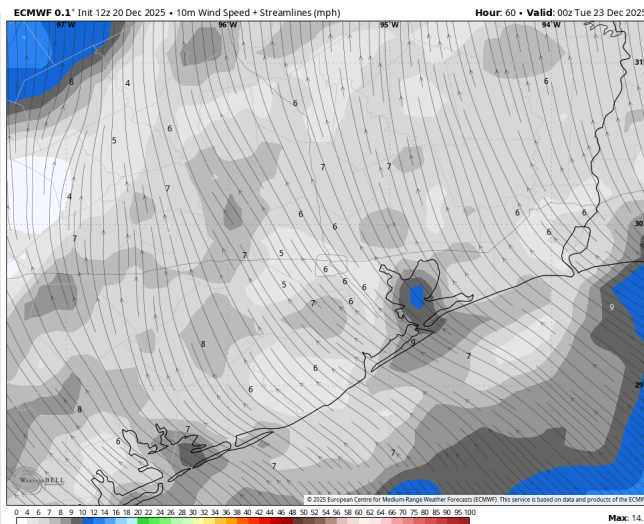 ECMWF 0.1° Init 12z 20 Dec 2025 • 10m Wind Speed + Streamlines (mph)
Hour: 60 • Valid: 00z Tue 23 Dec 2025
97°W 96°W 95°W 94°W
31°
8 4 6
6
5 6
7 7
4
6 6 6
30°
7 6 6
7 5
6
5 6 6
7 6
9
8 9
7
6
29°
6
8
7
6
7
7
WEATHERBELL
© 2025 European Centre for Medium-Range Weather Forecasts (ECMWF). This service is based on data and products of the ECMWF
0 4 6 7 8 9 10 12 14 16 18 20 22 24 26 28 30 32 34 36 38 40 42 44 46 48 50 52 54 56 58 60 62 64 66 70 75 80 85 90 95 100
Max: 14.